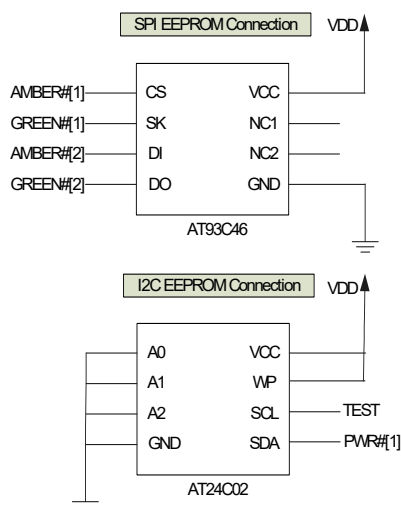 SPI EEPROM Connection
VDD
AMBER#[1]
CS
VCC
GREEN#[1]
SK
NC1
AMBER#[2]
DI
NC2
GREEN#[2]
DO
GND
AT93C46
I2C EEPROM Connection
VDD
A0
VCC
A1
WP
A2
SCL
TEST
GND
SDA
PWR#[1]
AT24C02